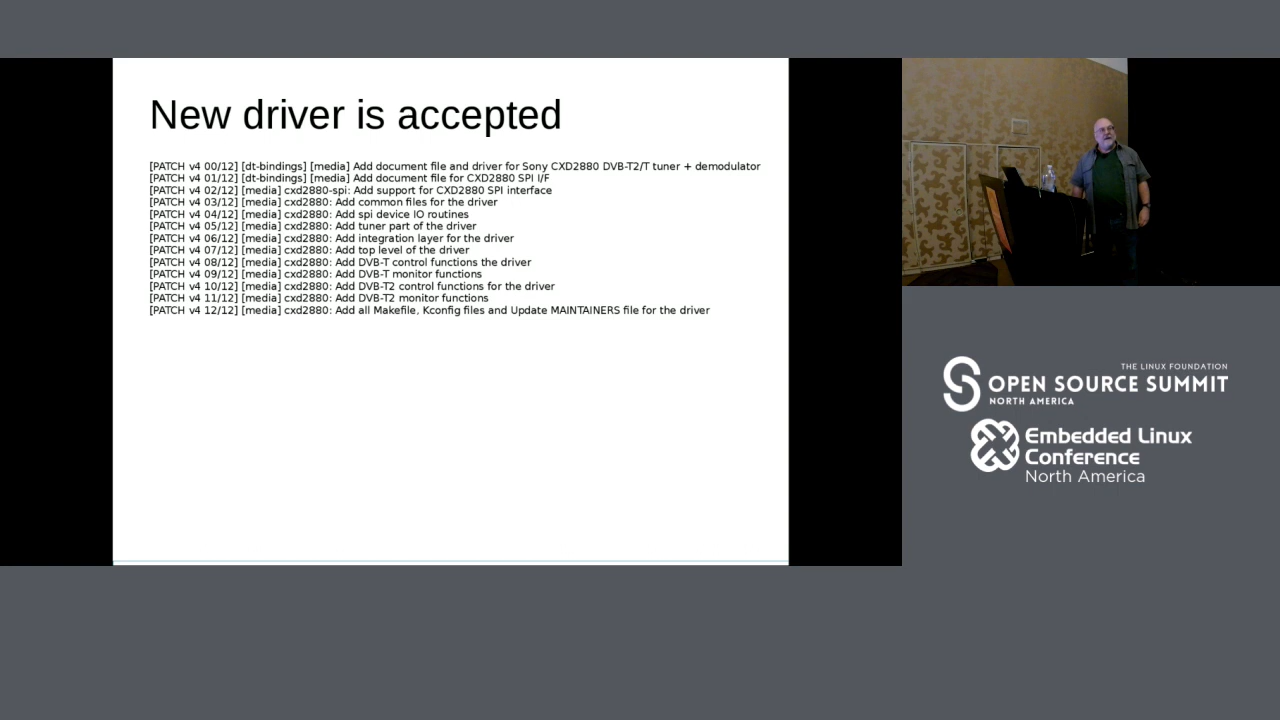 New driver is accepted
[PATCH v4 00/12] [dt-bindings] [media] Add document file and driver for Sony CXD2880 DVB-T2/T tuner + demodulator
[PATCH v4 01/12] [dt-bindings] [media] Add document file for CXD2880 SPI I/F
[PATCH v4 02/12] [media] cxd2880-spi: Add support for CXD2880 SPI interface
[PATCH v4 03/12] [media] cxd2880: Add common files for the driver
[PATCH v4 04/12] [media] cxd2880: Add spi device IO routines
[PATCH v4 05/12] [media] cxd2880: Add tuner part of the driver
[PATCH v4 06/12] [media] cxd2880: Add integration layer for the driver
[PATCH v4 07/12] [media] cxd2880: Add top level of the driver
[PATCH v4 08/12] [media] cxd2880: Add DVB-T control functions the driver
[PATCH v4 09/12] [media] cxd2880: Add DVB-T monitor functions
[PATCH v4 10/12] [media] cxd2880: Add DVB-T2 control functions for the driver
[PATCH v4 11/12] [media] cxd2880: Add DVB-T2 monitor functions
[PATCH v4 12/12] [media] cxd2880: Add all Makefile, Kconfig files and Update MAINTAINERS file for the driver
THE LINUX FOUNDATION
OPEN SOURCE SUMMIT
NORTH AMERICA
Embedded Linux
Conference
North America